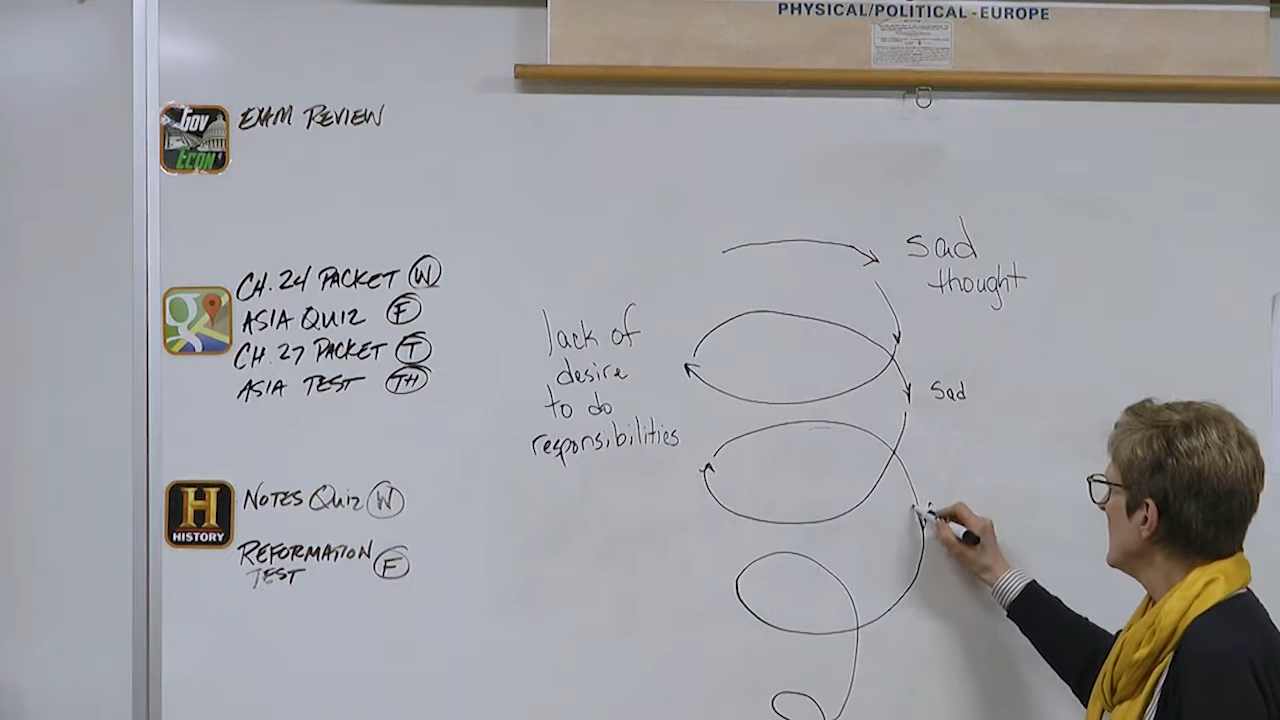 PHYSICAL/POLITICAL-EUROPE
GOV
ECON
EXAM REVIEW
CH. 24 PACKET W
ASIA QUIZ F
CH. 27 PACKET T
ASIA TEST TH
H
HISTORY
NOTES QUIZ W
REFORMATION F
TEST
sad
thought
lack of
desire
to do
responsibilities
sad